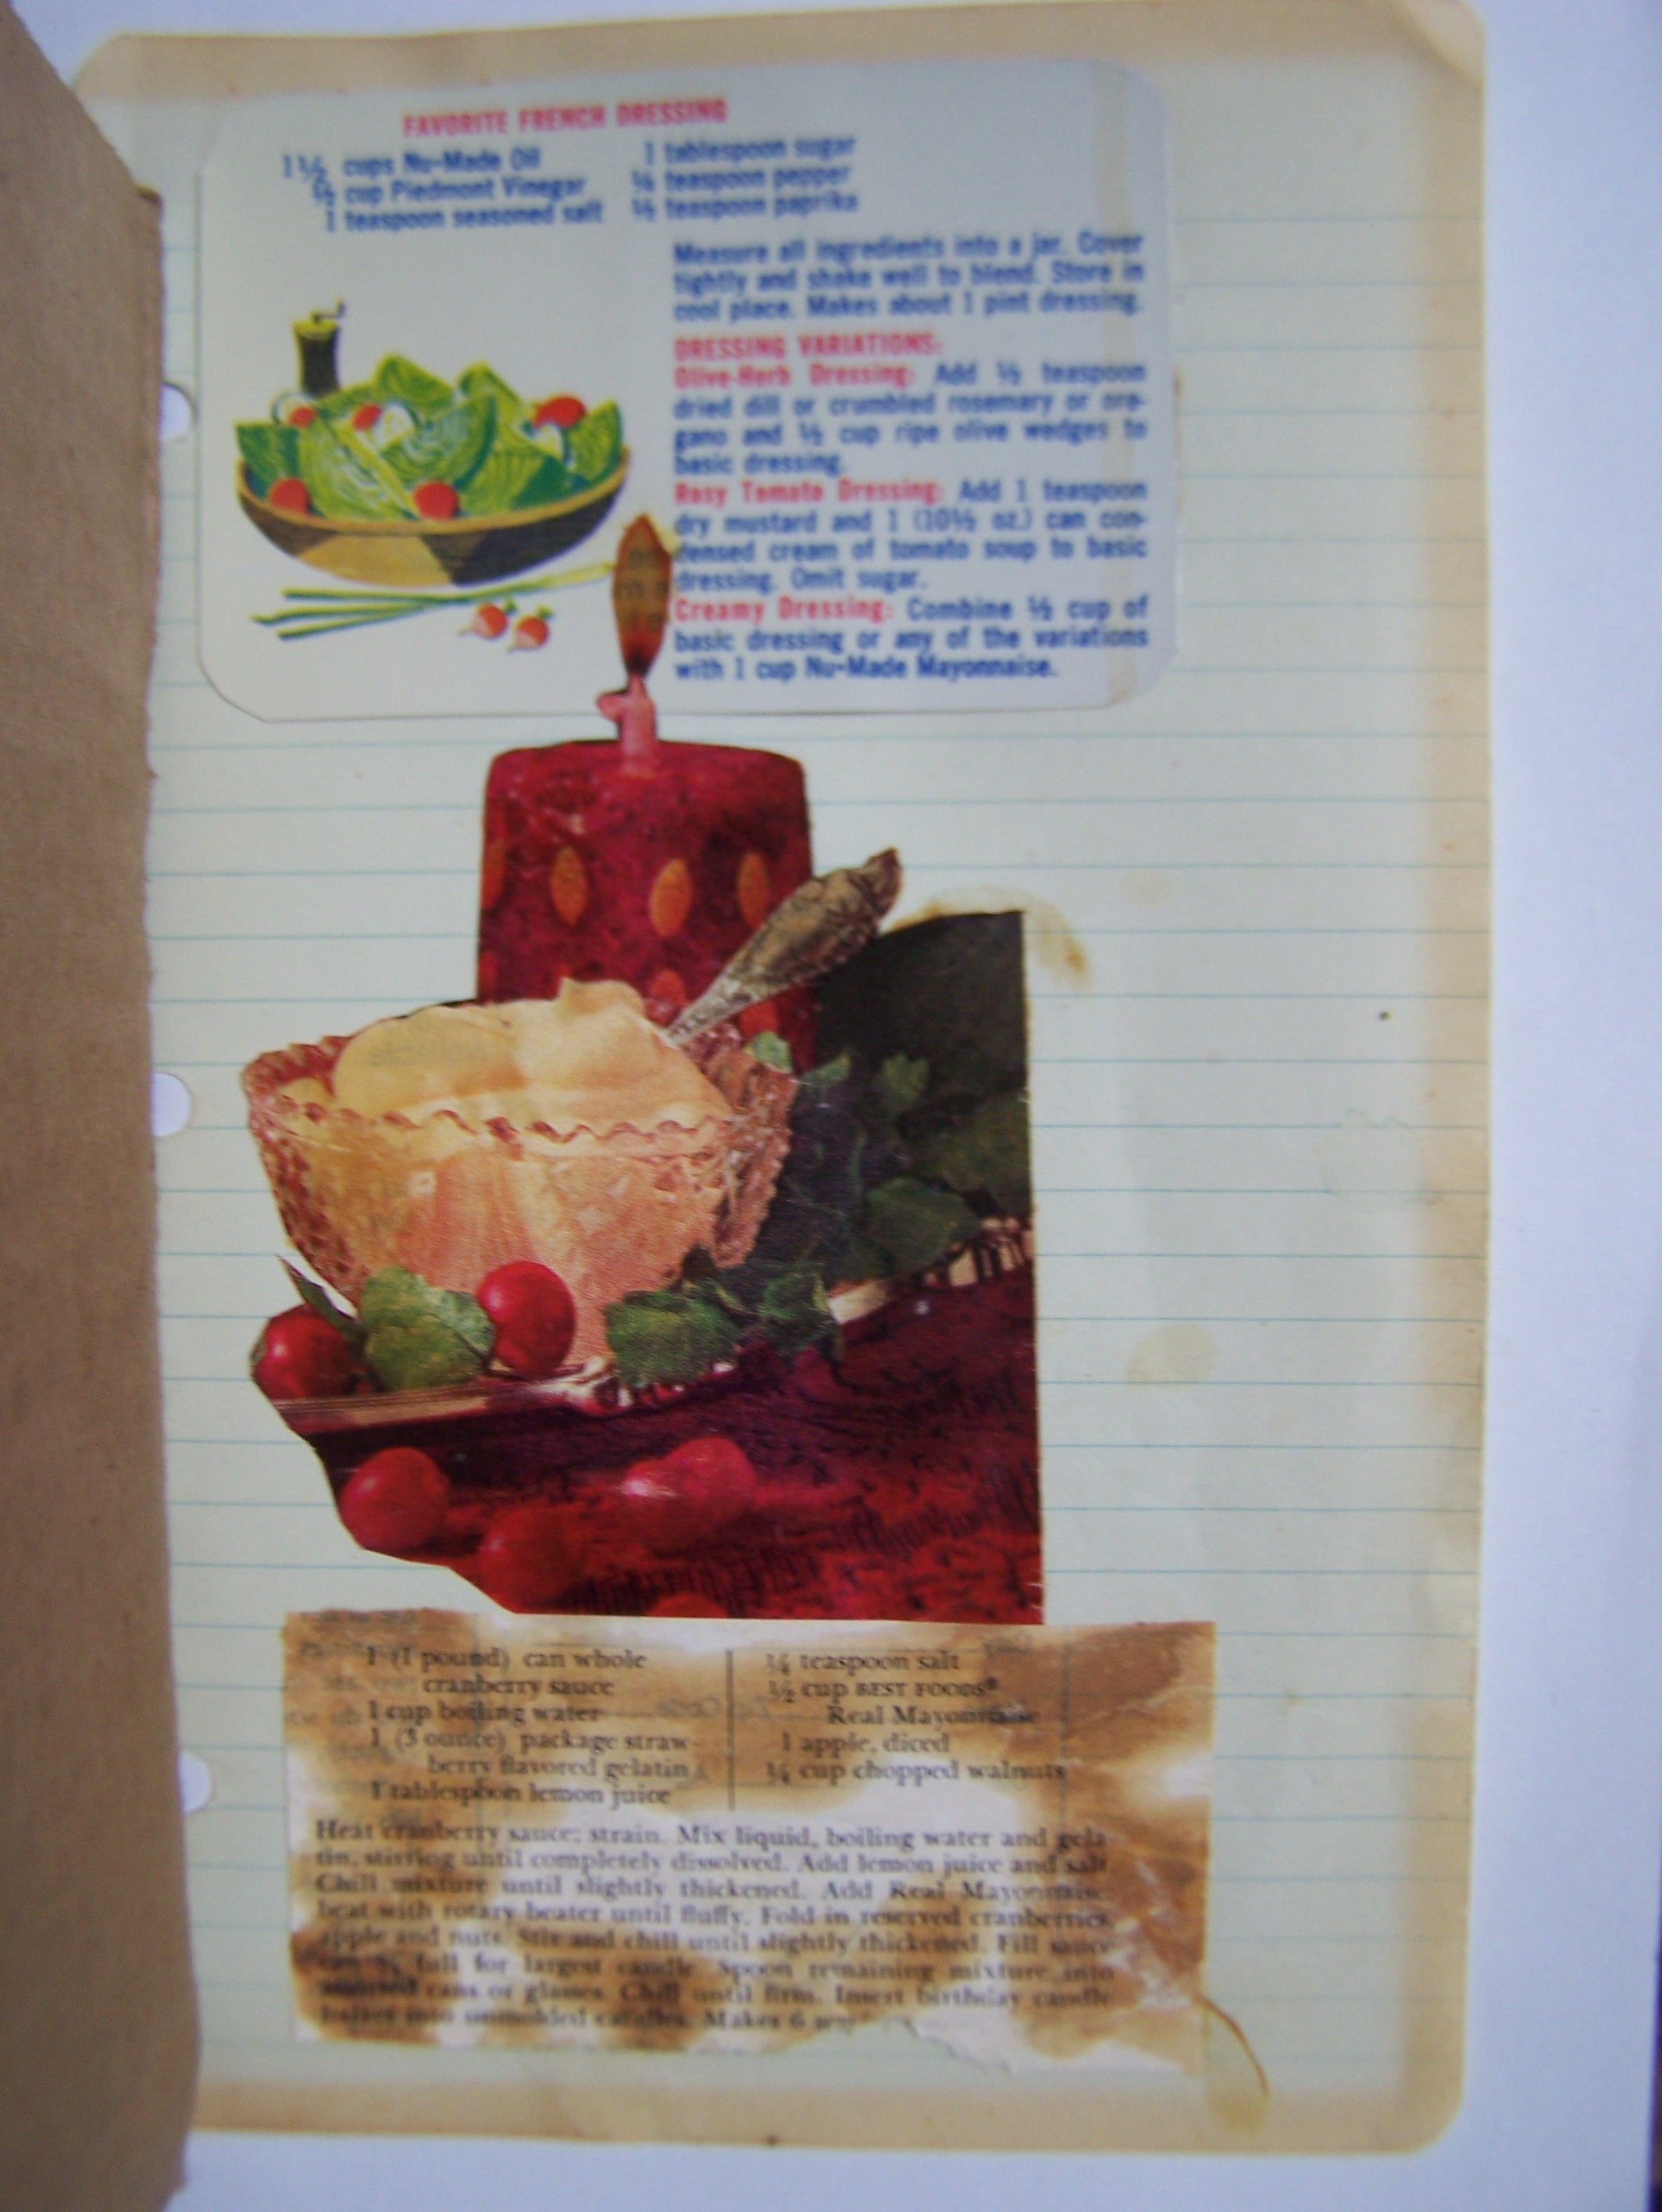 FAVORITE FRENCH DRESSING
1½ cups Nu-Made Oil
½ cup Piedmont Vinegar
1 teaspoon seasoned salt
1 tablespoon sugar
¼ teaspoon pepper
½ teaspoon paprika
Measure all ingredients into a jar. Cover
tightly and shake well to blend. Store in
cool place. Makes about 1 pint dressing.
DRESSING VARIATIONS:
Olive-Herb Dressing: Add ½ teaspoon
dried dill or crumbled rosemary or ore-
gano and ½ cup ripe olive wedges to
basic dressing.
Rosy Tomato Dressing: Add 1 teaspoon
dry mustard and 1 (10½ oz.) can con-
densed cream of tomato soup to basic
dressing. Omit sugar.
Creamy Dressing: Combine ½ cup of
basic dressing or any of the variations
with 1 cup Nu-Made Mayonnaise.
1 (1 pound) can whole
cranberry sauce
1 cup boiling water
1 (3 ounce) package straw-
berry flavored gelatin
1 tablespoon lemon juice
¼ teaspoon salt
½ cup BEST FOODS®
Real Mayonnaise
1 apple, diced
¼ cup chopped walnuts
Heat cranberry sauce; strain. Mix liquid, boiling water and gela-
tin, stirring until completely dissolved. Add lemon juice and salt.
Chill mixture until slightly thickened. Add Real Mayonnaise;
beat with rotary beater until fluffy. Fold in reserved cranberries,
apple and nuts. Stir and chill until slightly thickened. Fill sauce
can ¾ full for largest candle. Spoon remaining mixture into
assorted cans or glasses. Chill until firm. Insert birthday candle
halves into unmolded candles. Makes 6